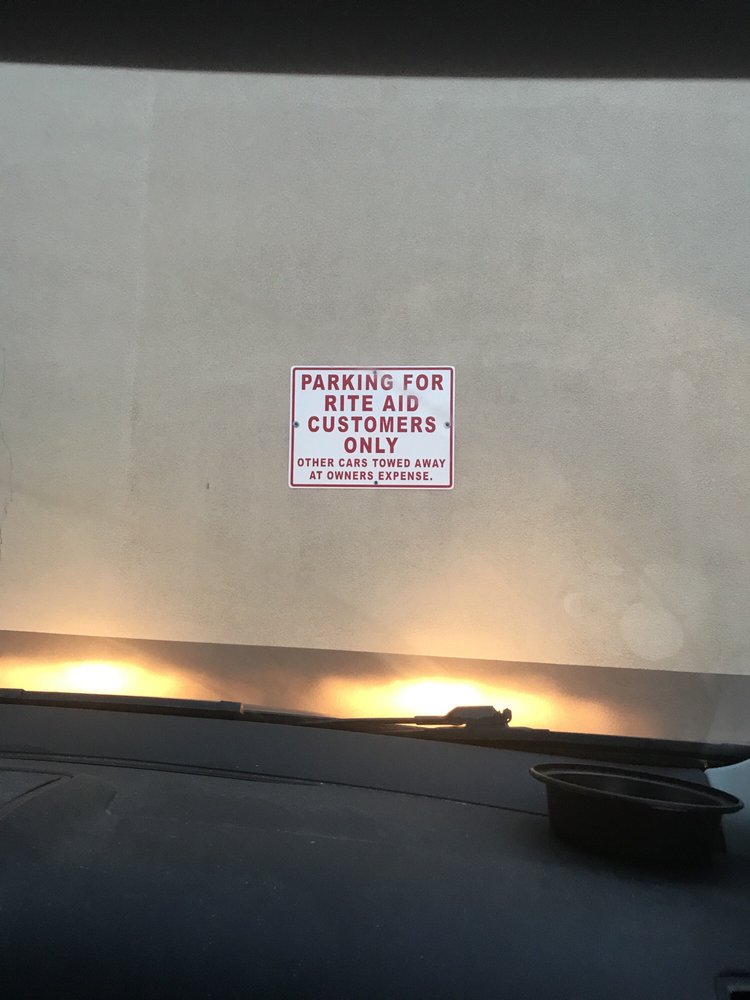 PARKING FOR
RITE AID
CUSTOMERS
ONLY
OTHER CARS TOWED AWAY
AT OWNERS EXPENSE.